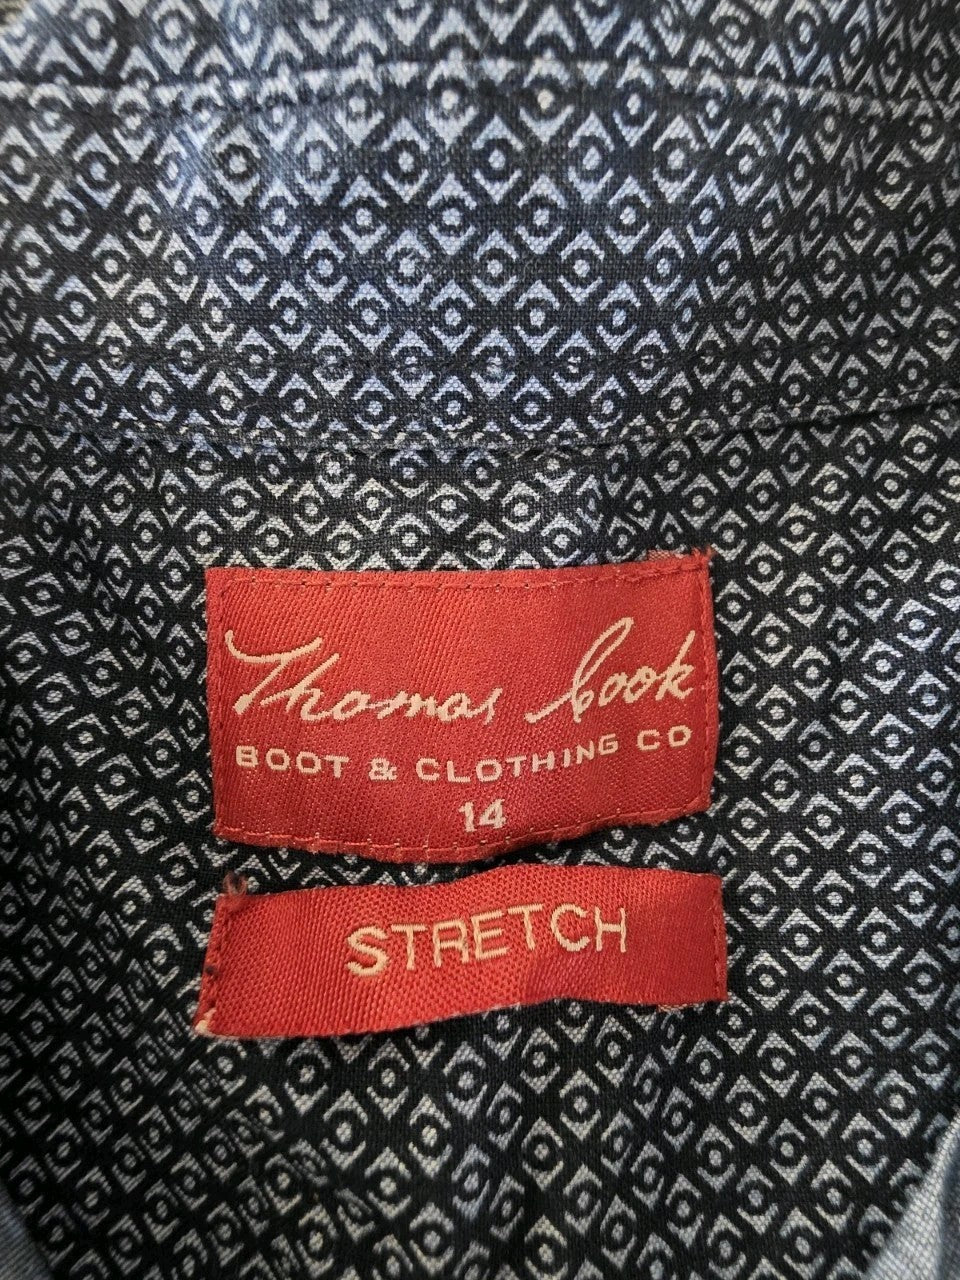 Thomas Cook
BOOT & CLOTHING CO
14
STRETCH